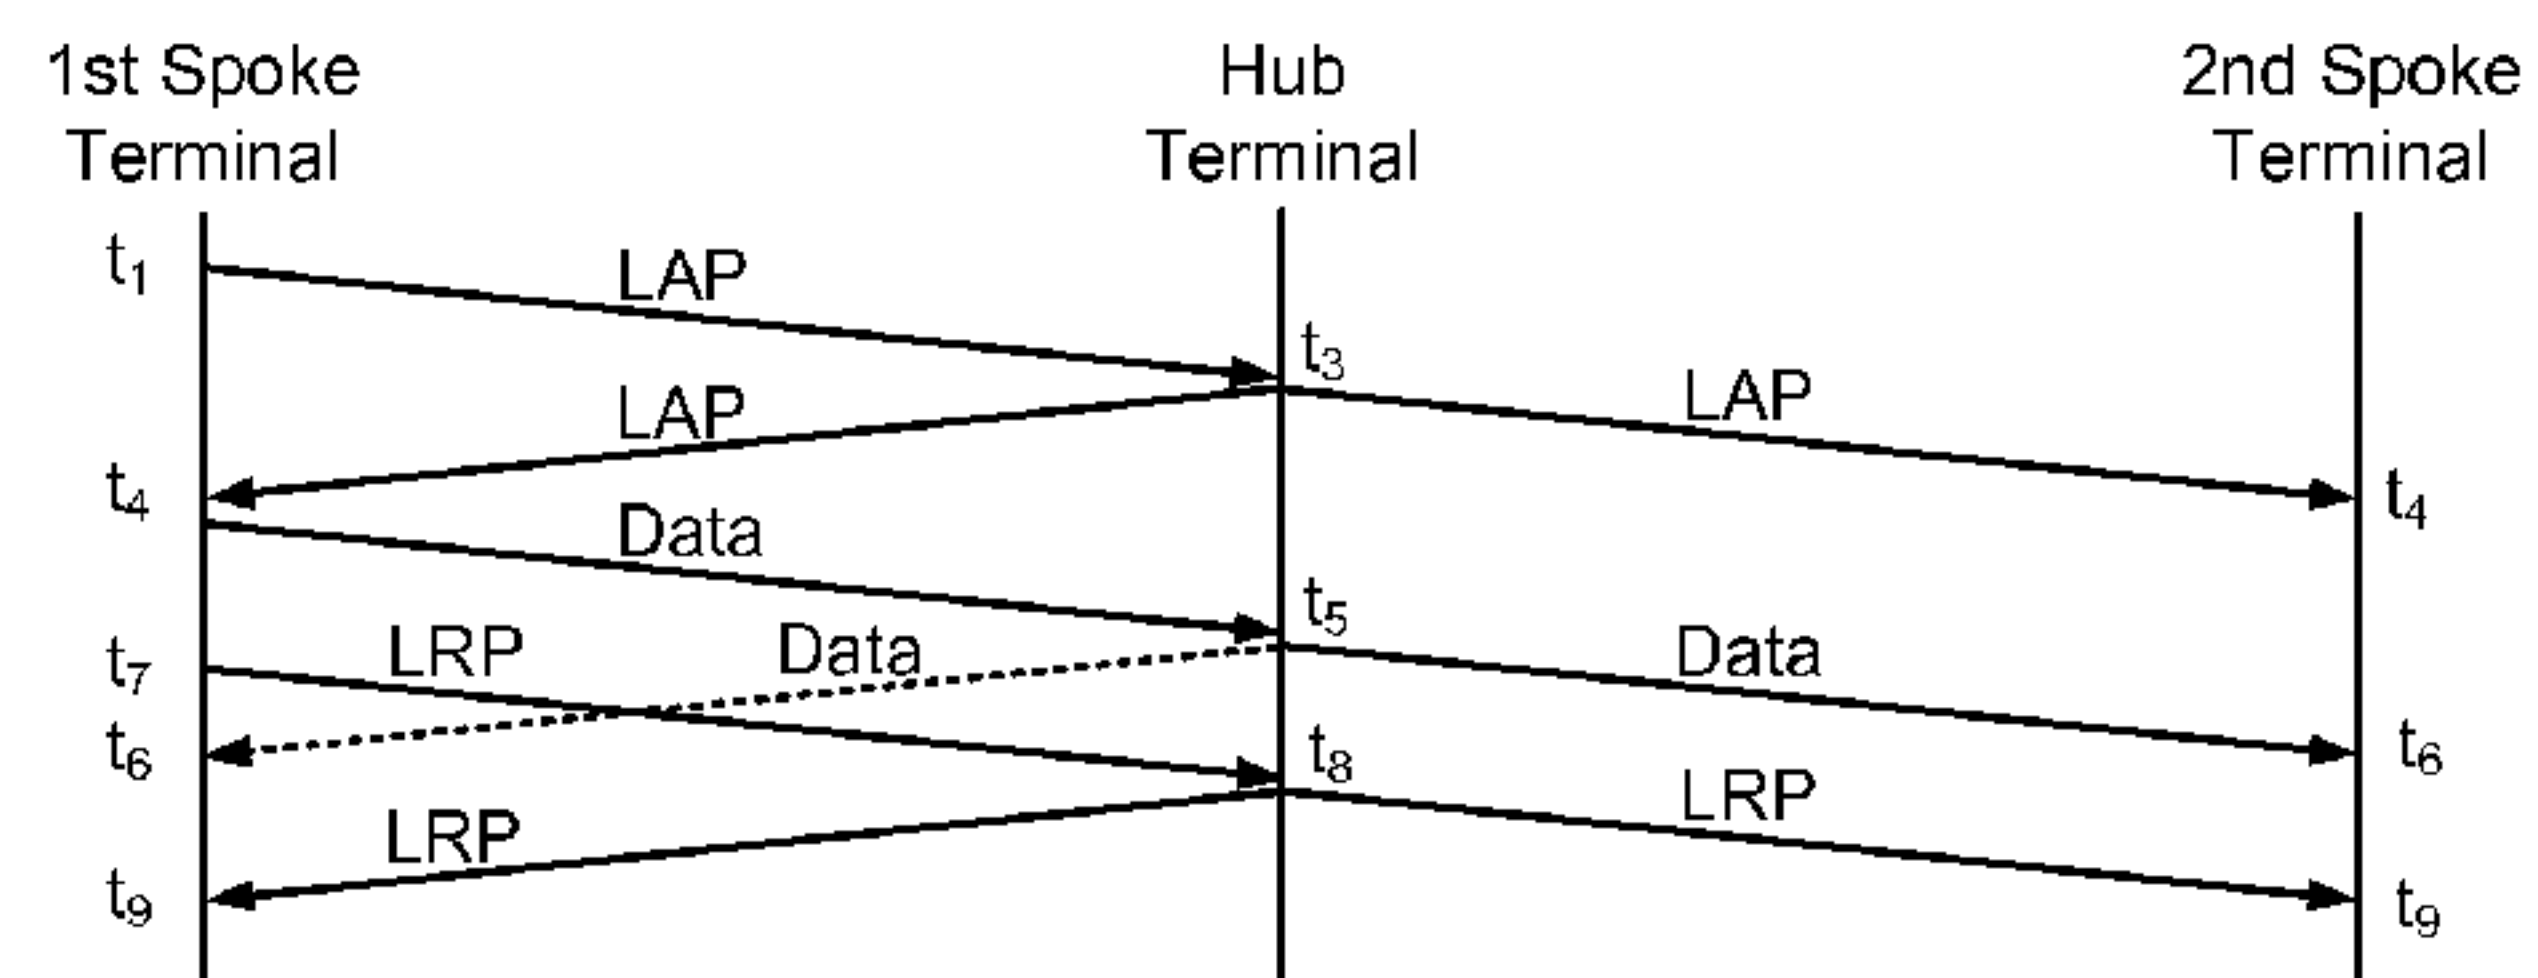 1st Spoke
Terminal
Hub
Terminal
2nd Spoke
Terminal
t1
LAP
t3
LAP
LAP
t4
t4
Data
t5
LRP
Data
Data
t7
t6
t8
t6
LRP
LRP
t9
t9